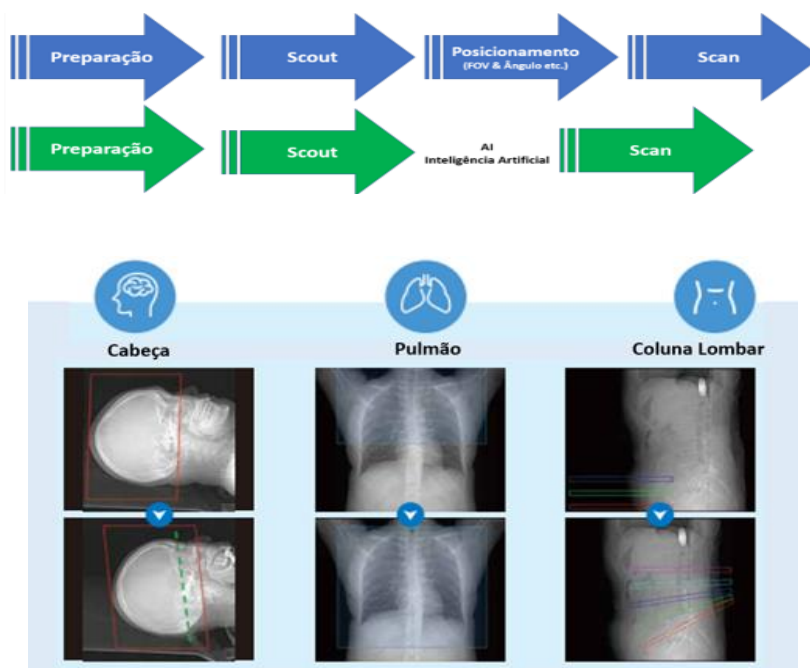 Preparação
Scout
Posicionamento
(FOV & Ângulo etc.)
Scan
Preparação
Scout
AI
Inteligência Artificial
Scan
Cabeça
Pulmão
Coluna Lombar